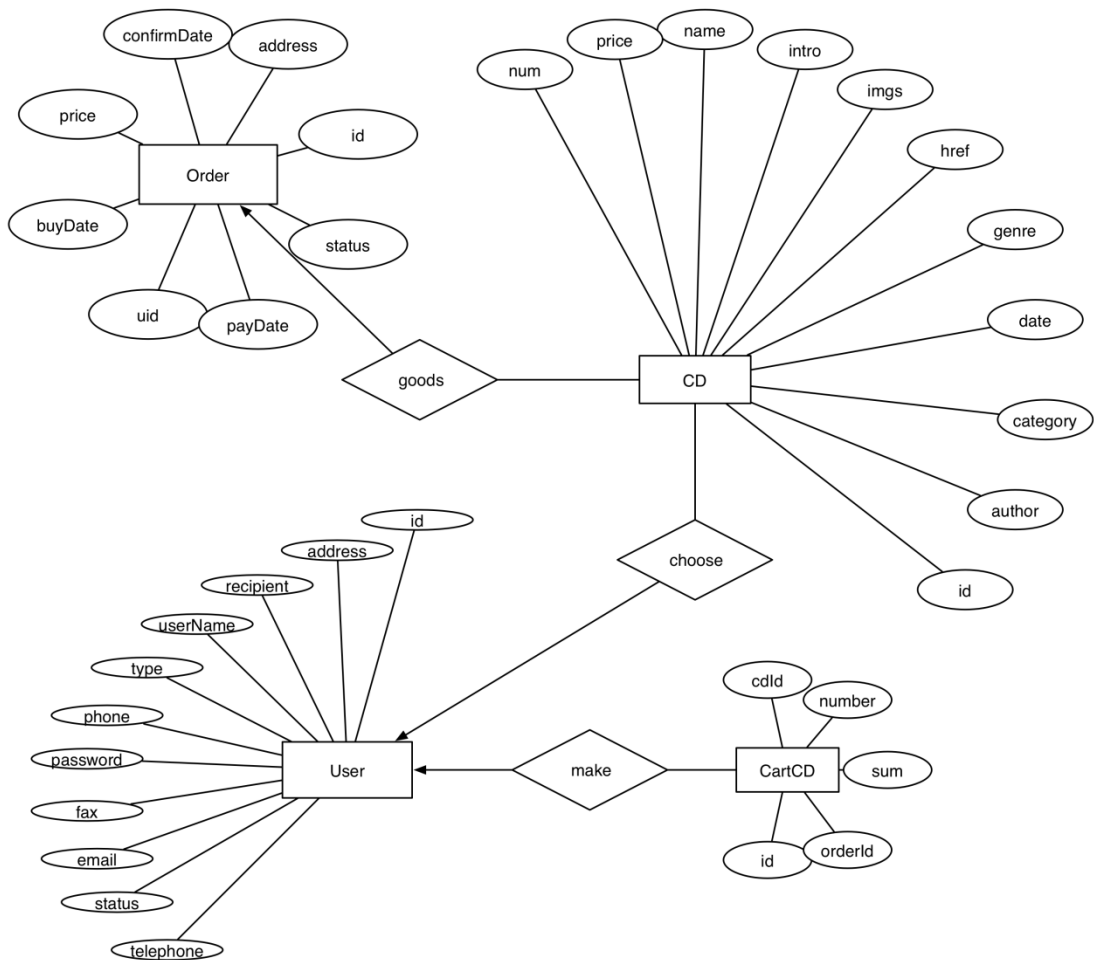 confirmDate
address
price
id
Order
buyDate
status
uid
payDate
num
price
name
intro
imgs
href
genre
date
category
author
id
CD
goods
choose
id
address
recipient
userName
type
phone
password
fax
email
status
telephone
User
make
cdId
number
CartCD
sum
id
orderId